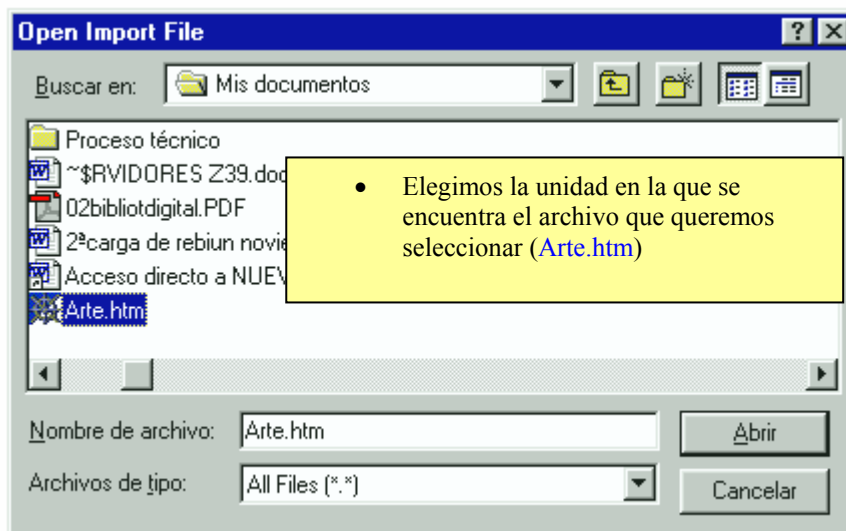 Open Import File
Buscar en: Mis documentos
Proceso técnico
~$RVIDORES Z39.doc
02bibliotdigital.PDF
2ªcarga de rebiun
Acceso directo a
Arte.htm
• Elegimos la unidad en la que se
encuentra el archivo que queremos
seleccionar (Arte.htm)
Nombre de archivo: Arte.htm
Abrir
Archivos de tipo: All Files (*.*)
Cancelar